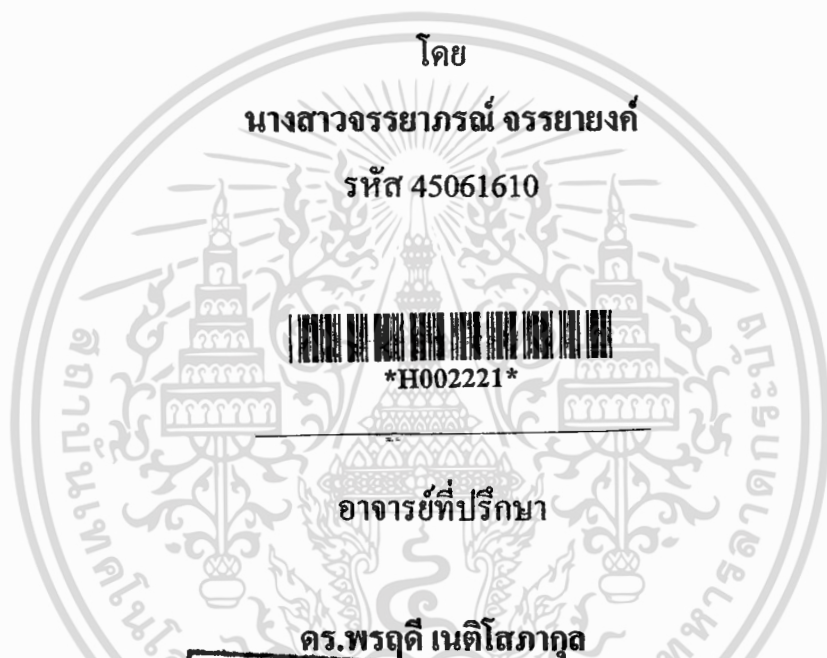 โดย
นางสาวจรรยาภรณ์ จรรยายงค์
รหัส 45061610
*H002221*
อาจารย์ที่ปรึกษา
ดร.พรฤดี เนติโสภากุล